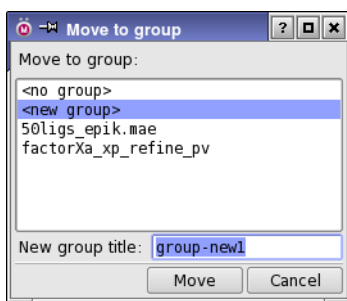 Move to group
Move to group:
<no group>
<new group>
50ligs_epik.mae
factorXa_xp_refine_pv
New group title: group-new1
Move Cancel